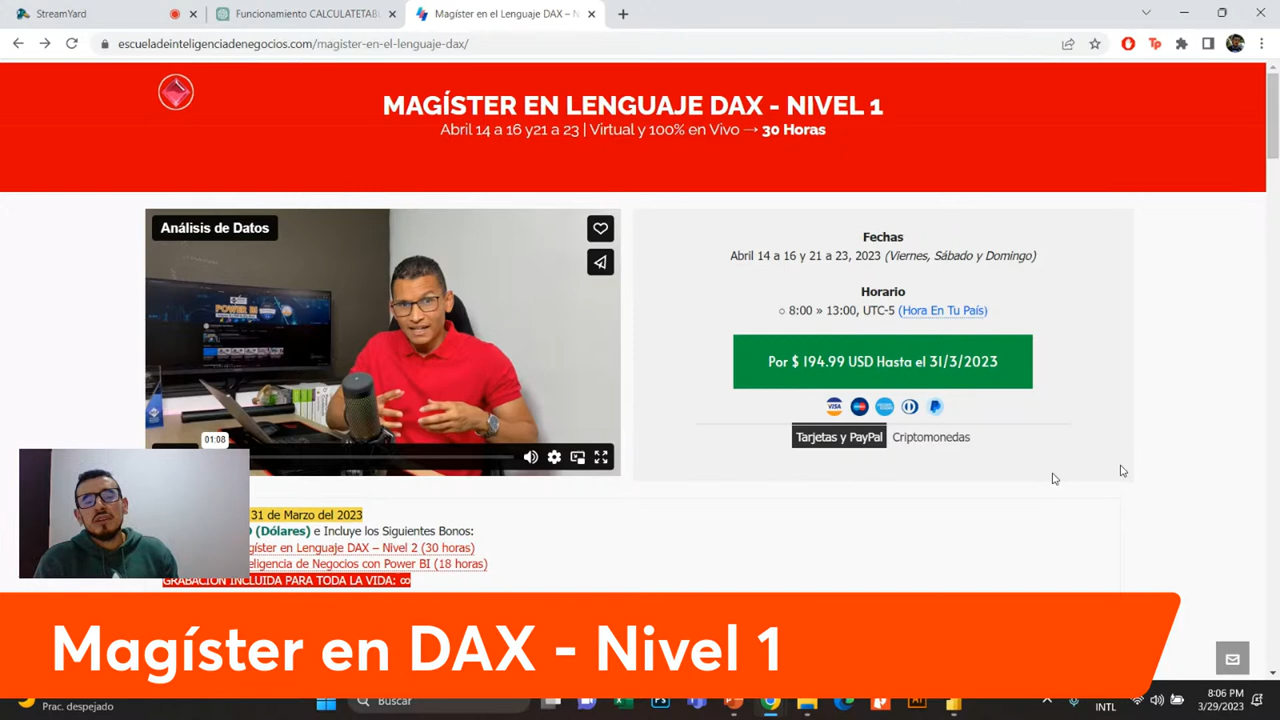 StreamYard
Funcionamiento CALCULATETABL
Magíster en el Lenguaje DAX – N
escueladeinteligenciadenegocios.com/magister-en-el-lenguaje-dax/
MAGÍSTER EN LENGUAJE DAX - NIVEL 1
Abril 14 a 16 y21 a 23 | Virtual y 100% en Vivo → 30 Horas
Análisis de Datos
01:08
Fechas
Abril 14 a 16 y 21 a 23, 2023 (Viernes, Sábado y Domingo)
Horario
○ 8:00 » 13:00, UTC-5 (Hora En Tu País)
Por $ 194.99 USD Hasta el 31/3/2023
VISA
Tarjetas y PayPal Criptomonedas
31 de Marzo del 2023
(Dólares) e Incluye los Siguientes Bonos:
gíster en Lenguaje DAX – Nivel 2 (30 horas)
eligencia de Negocios con Power BI (18 horas)
GRABACIÓN INCLUIDA PARA TODA LA VIDA: ∞
Magíster en DAX - Nivel 1
Prac. despejado
Buscar
INTL
8:06 PM
3/29/2023